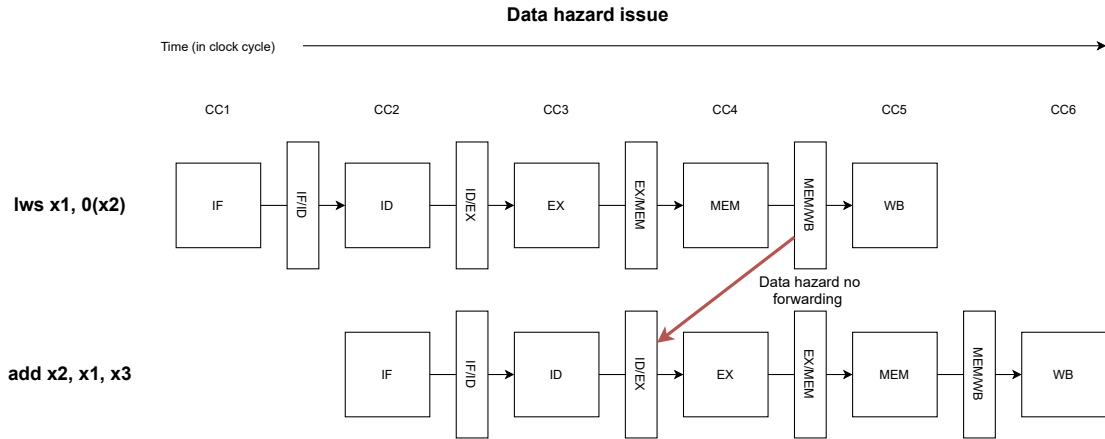 Data hazard issue
Time (in clock cycle)
CC1 CC2 CC3 CC4 CC5 CC6
lws x1, 0(x2)
IF
IF/ID
ID
ID/EX
EX
EX/MEM
MEM
MEM/WB
WB
Data hazard no
forwarding
add x2, x1, x3
IF
IF/ID
ID
ID/EX
EX
EX/MEM
MEM
MEM/WB
WB